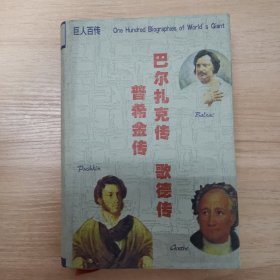 巨人百传 One Hundred Biographies of World's Giant
巴尔扎克传
普希金传
歌德传
Balzac
Pushkin
Goethe